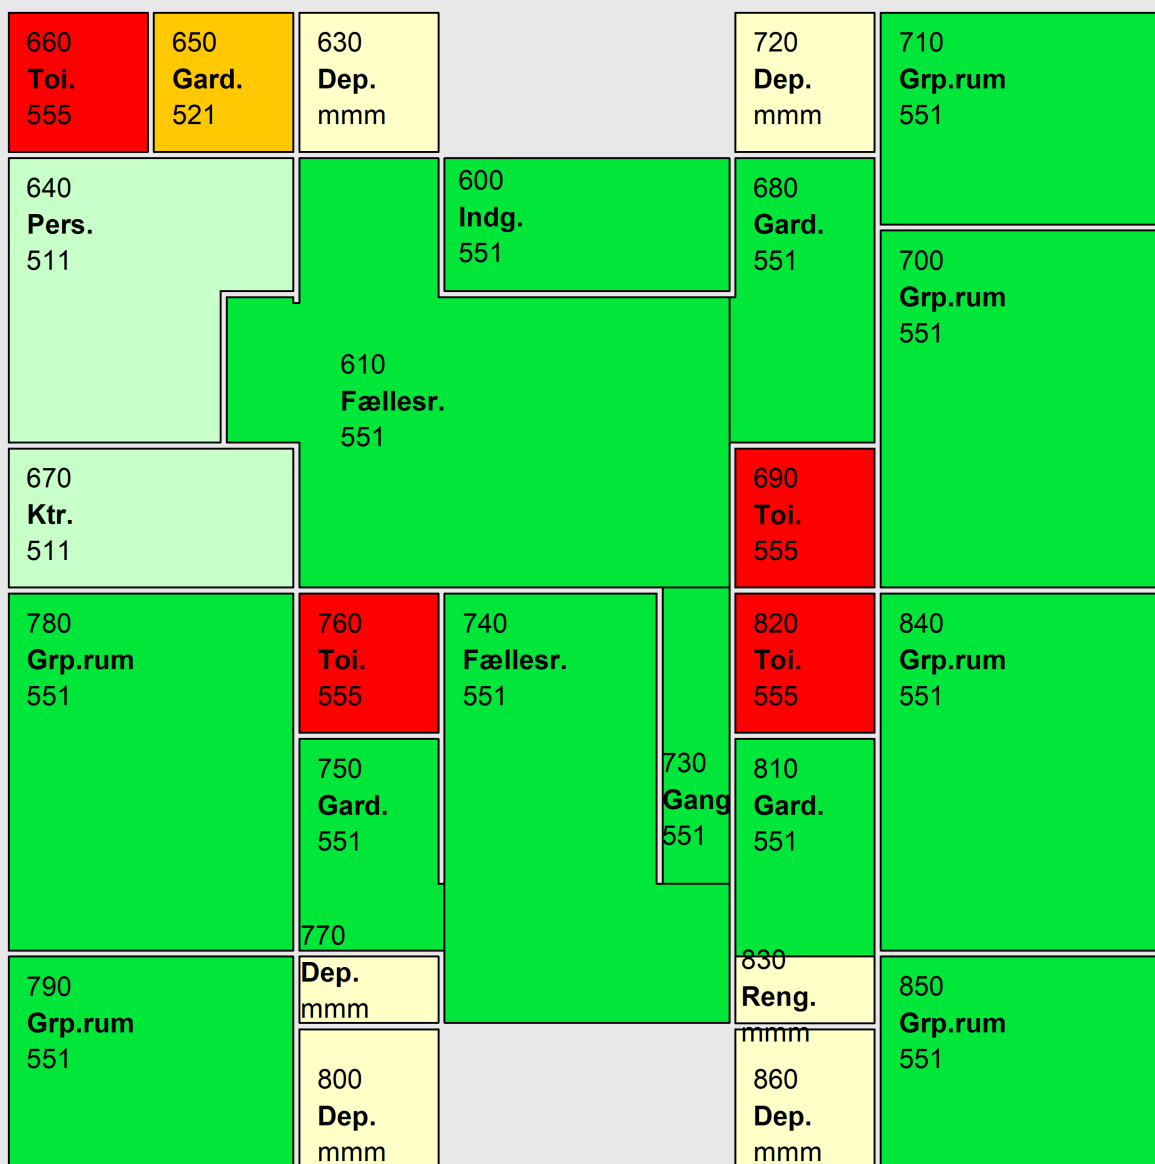 660
Toi.
555
650
Gard.
521
630
Dep.
mmm
720
Dep.
mmm
710
Grp.rum
551
640
Pers.
511
600
Indg.
551
680
Gard.
551
700
Grp.rum
551
610
Fællesr.
551
670
Ktr.
511
690
Toi.
555
780
Grp.rum
551
760
Toi.
555
740
Fællesr.
551
730
Gang
551
820
Toi.
555
840
Grp.rum
551
750
Gard.
551
810
Gard.
551
770
Dep.
mmm
830
Reng.
mmm
790
Grp.rum
551
850
Grp.rum
551
800
Dep.
mmm
860
Dep.
mmm